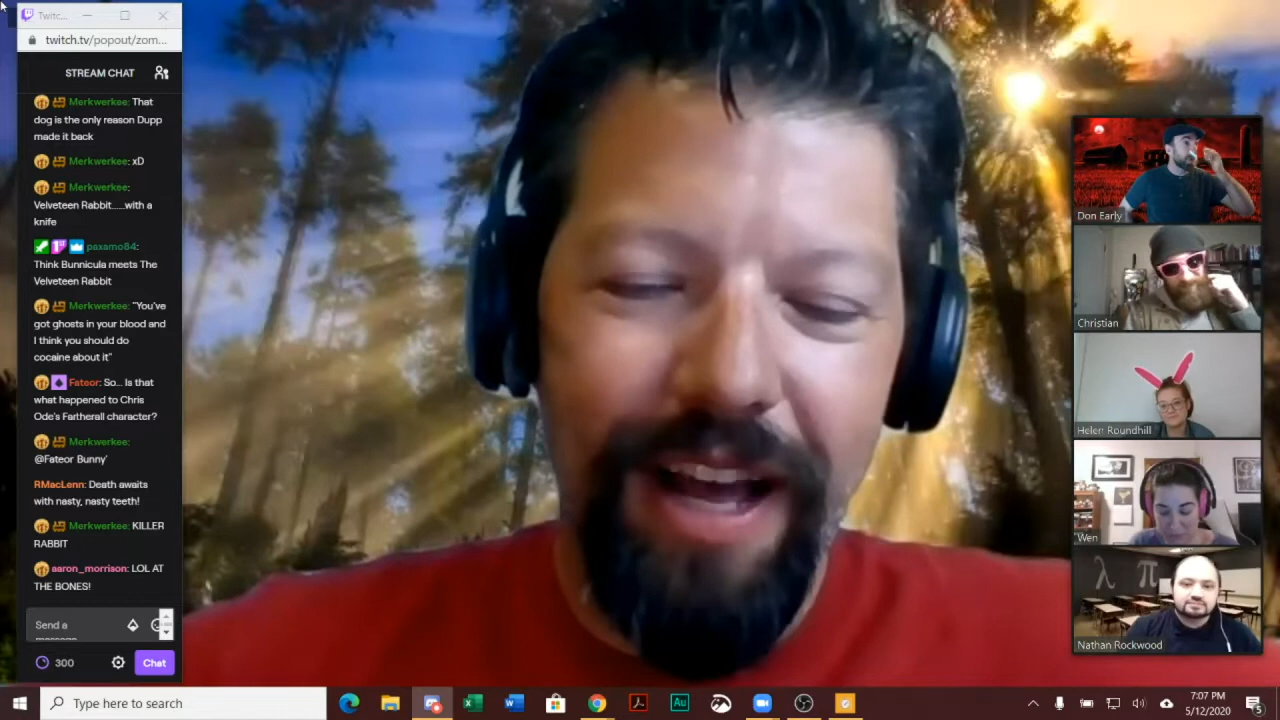 Twitc...
twitch.tv/popout/zom...
STREAM CHAT
Merkwerkee: That
dog is the only reason Dupp
made it back
Merkwerkee: xD
Merkwerkee:
Velveteen Rabbit......with a
knife
paxamo84:
Think Bunnicula meets The
Velveteen Rabbit
Merkwerkee: "You've
got ghosts in your blood and
I think you should do
cocaine about it"
Fateor: So... Is that
what happened to Chris
Ode's Fartherall character?
Merkwerkee:
@Fateor Bunny'
RMacLenn: Death awaits
with nasty, nasty teeth!
Merkwerkee: KILLER
RABBIT
aaron_morrison: LOL AT
THE BONES!
Send a
300
Chat
Don Early
Christian
Helen Roundhill
Wen
λ π
Nathan Rockwood
Type here to search
Au
7:07 PM
5/12/2020
5